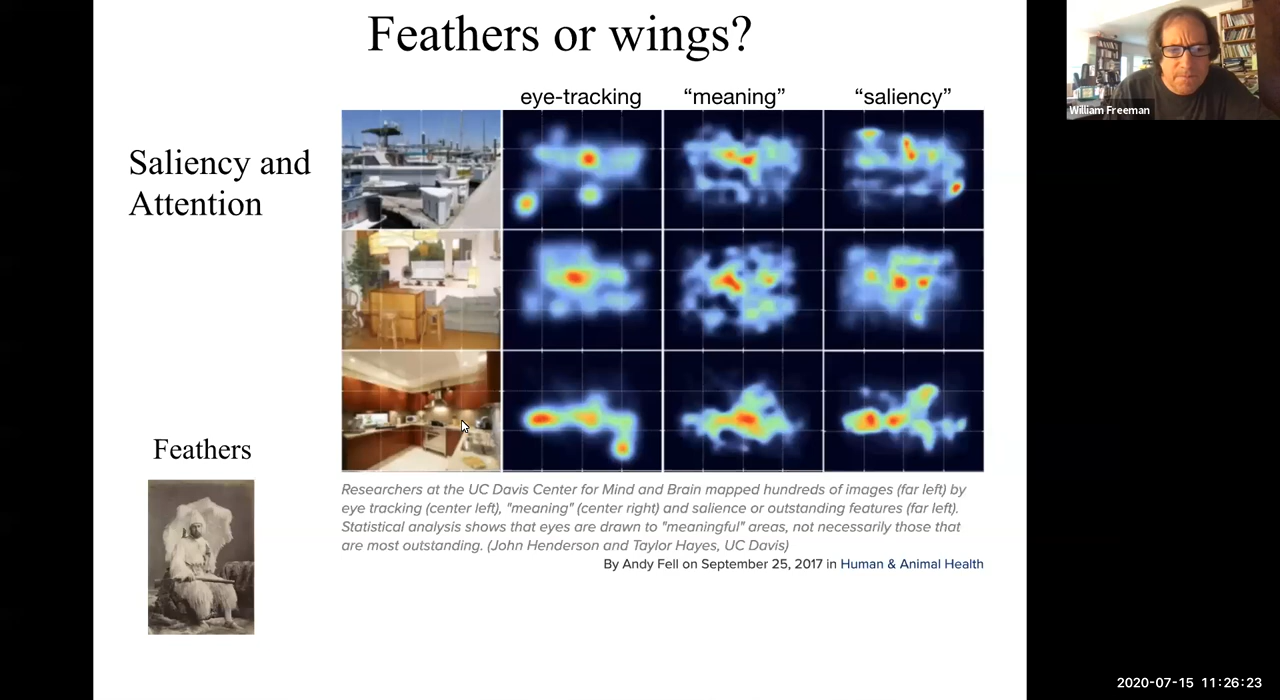 Feathers or wings?
eye-tracking
“meaning”
“saliency”
Saliency and
Attention
Feathers
Researchers at the UC Davis Center for Mind and Brain mapped hundreds of images (far left) by
eye tracking (center left), "meaning" (center right) and salience or outstanding features (far left).
Statistical analysis shows that eyes are drawn to "meaningful" areas, not necessarily those that
are most outstanding. (John Henderson and Taylor Hayes, UC Davis)
By Andy Fell on September 25, 2017 in Human & Animal Health
William Freeman
2020-07-15 11:26:23